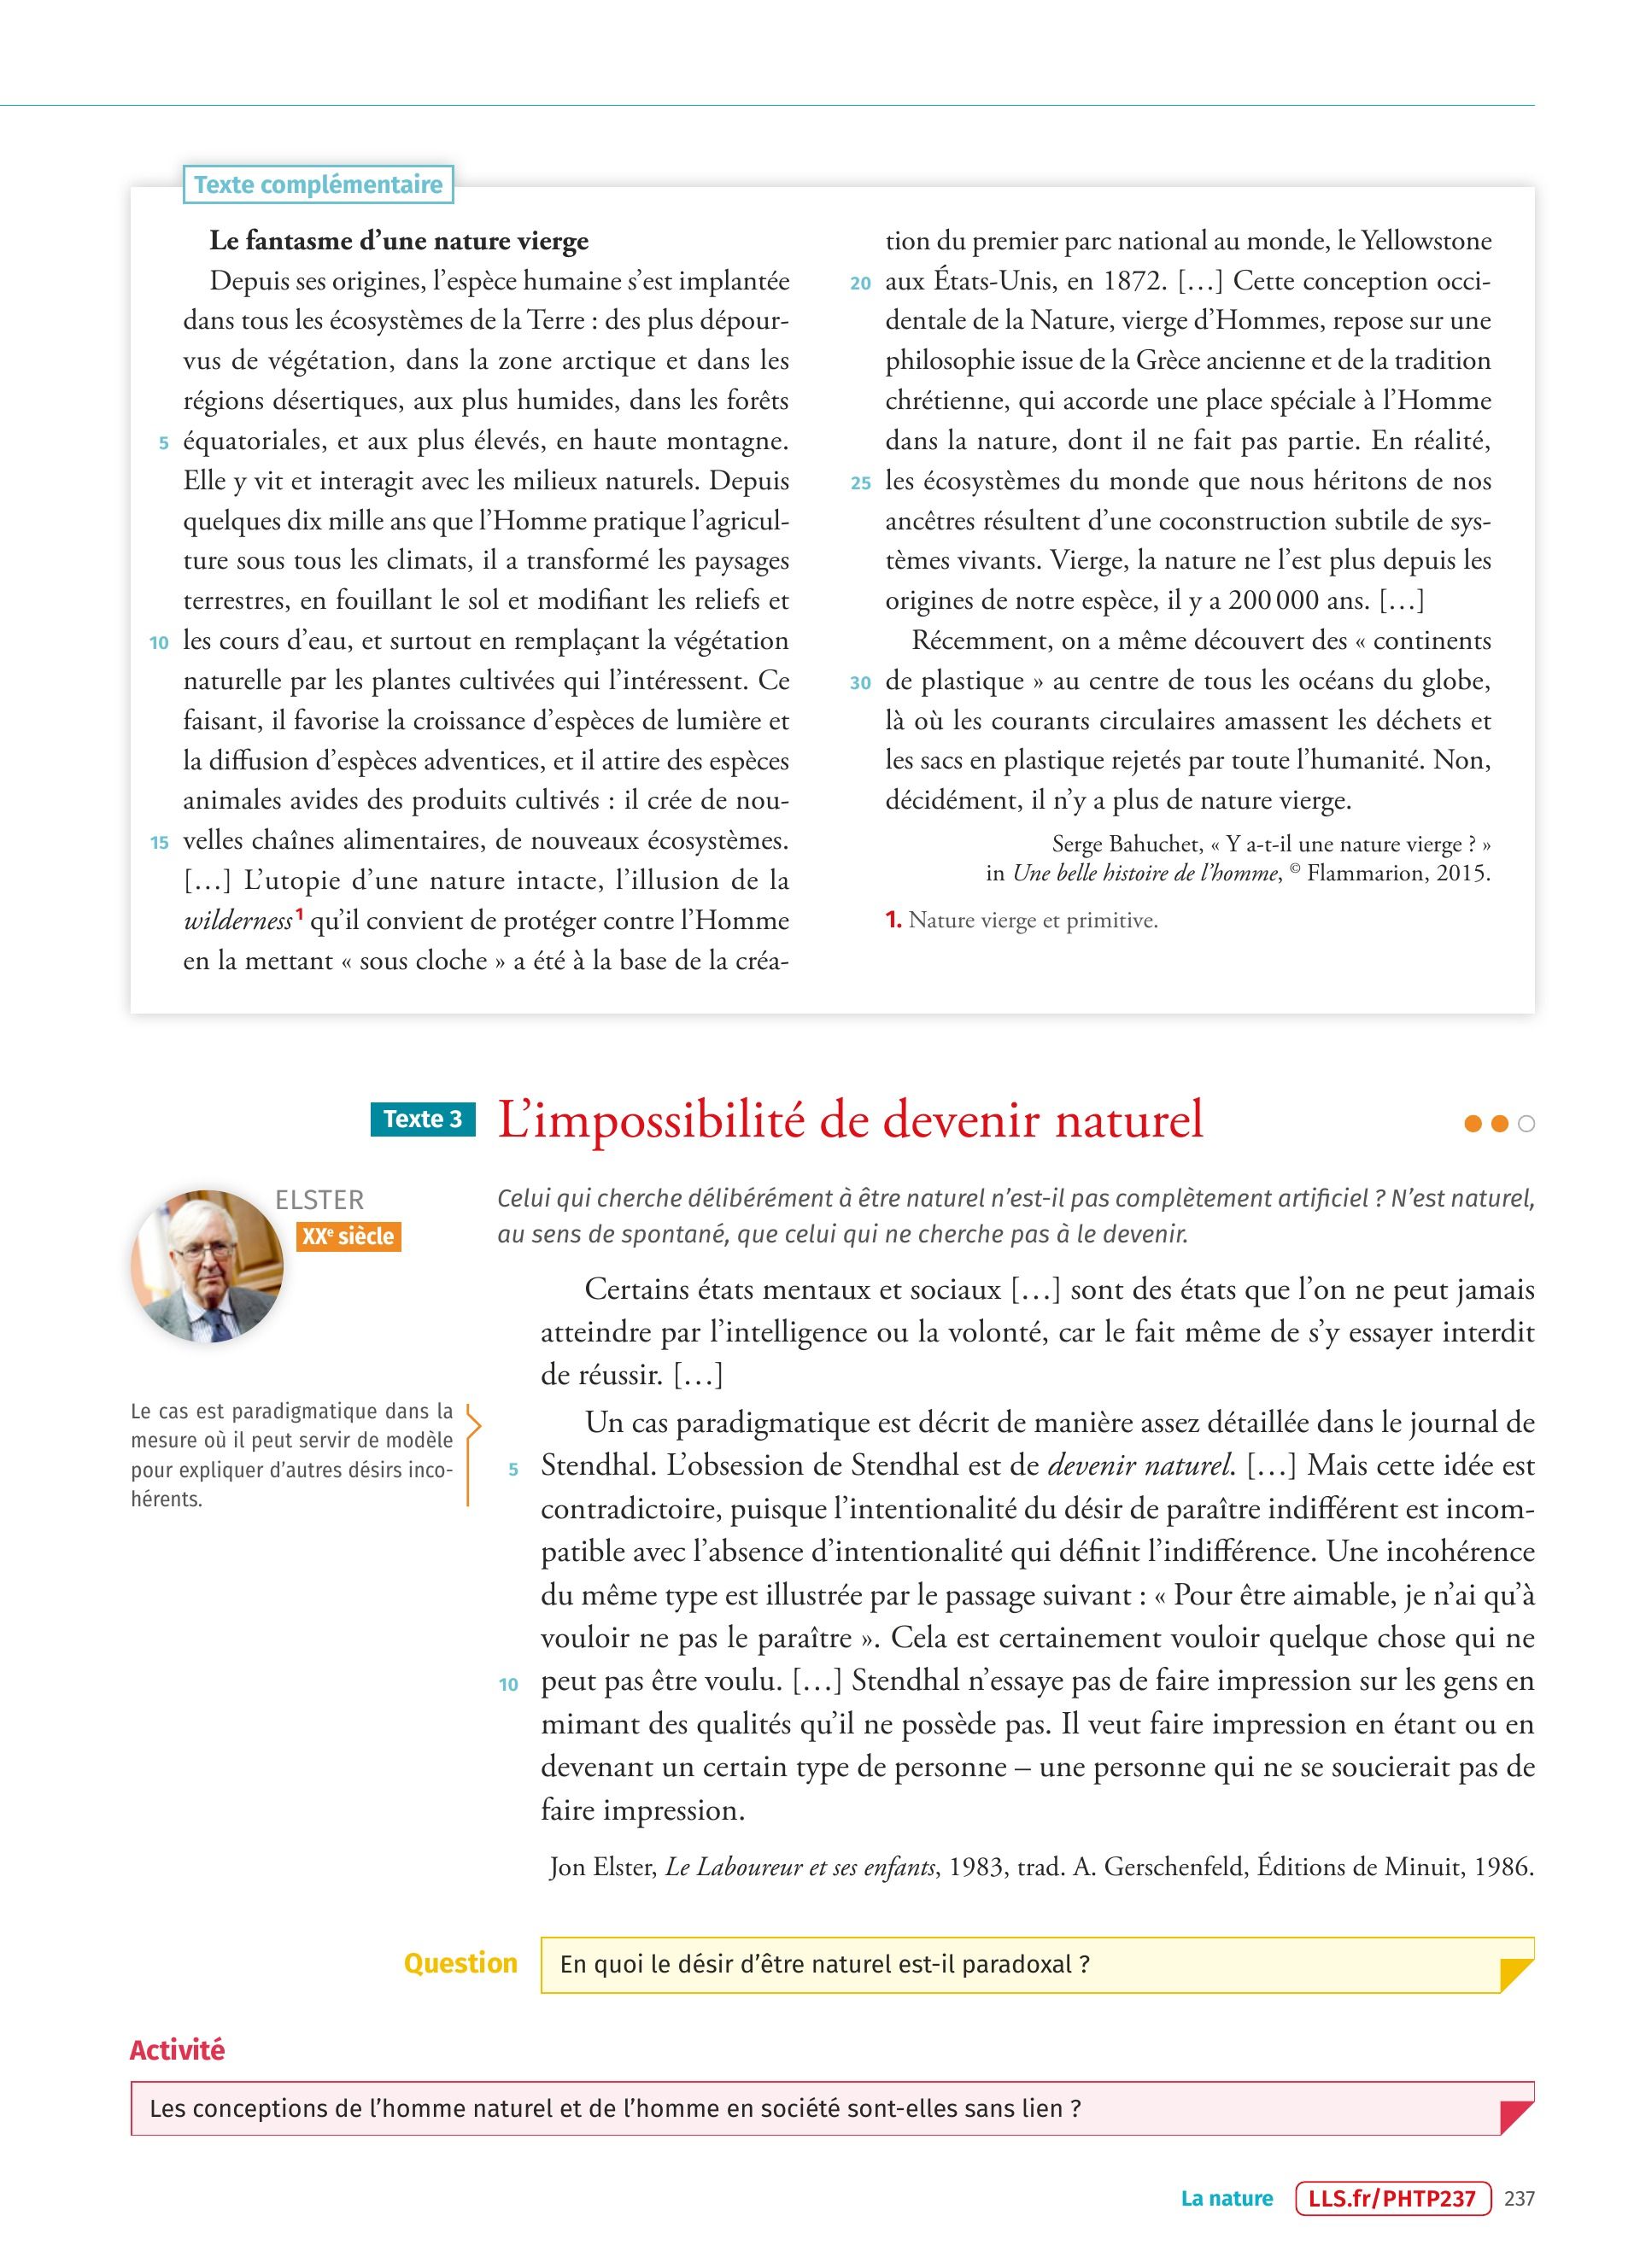 Texte complémentaire
Le fantasme d'une nature vierge
Depuis ses origines, l'espèce humaine s'est implantée
dans tous les écosystèmes de la Terre : des plus dépour-
vus de végétation, dans la zone arctique et dans les
régions désertiques, aux plus humides, dans les forêts
5 équatoriales, et aux plus élevés, en haute montagne.
Elle y vit et interagit avec les milieux naturels. Depuis
quelques dix mille ans que l'Homme pratique l'agricul-
ture sous tous les climats, il a transformé les paysages
terrestres, en fouillant le sol et modifiant les reliefs et
10 les cours d'eau, et surtout en remplaçant la végétation
naturelle par les plantes cultivées qui l'intéressent. Ce
faisant, il favorise la croissance d'espèces de lumière et
la diffusion d'espèces adventices, et il attire des espèces
animales avides des produits cultivés : il crée de nou-
15 velles chaînes alimentaires, de nouveaux écosystèmes.
[…] L'utopie d'une nature intacte, l'illusion de la
wilderness1 qu'il convient de protéger contre l'Homme
en la mettant « sous cloche » a été à la base de la créa-
tion du premier parc national au monde, le Yellowstone
20 aux États-Unis, en 1872. […] Cette conception occi-
dentale de la Nature, vierge d'Hommes, repose sur une
philosophie issue de la Grèce ancienne et de la tradition
chrétienne, qui accorde une place spéciale à l'Homme
dans la nature, dont il ne fait pas partie. En réalité,
25 les écosystèmes du monde que nous héritons de nos
ancêtres résultent d'une coconstruction subtile de sys-
tèmes vivants. Vierge, la nature ne l'est plus depuis les
origines de notre espèce, il y a 200 000 ans. […]
Récemment, on a même découvert des « continents
30 de plastique » au centre de tous les océans du globe,
là où les courants circulaires amassent les déchets et
les sacs en plastique rejetés par toute l'humanité. Non,
décidément, il n'y a plus de nature vierge.
Serge Bahuchet, « Y a-t-il une nature vierge ? »
in Une belle histoire de l'homme, © Flammarion, 2015.
1. Nature vierge et primitive.
Texte 3 L'impossibilité de devenir naturel
ELSTER
XXe siècle
Celui qui cherche délibérément à être naturel n'est-il pas complètement artificiel ? N'est naturel,
au sens de spontané, que celui qui ne cherche pas à le devenir.
Certains états mentaux et sociaux […] sont des états que l'on ne peut jamais
atteindre par l'intelligence ou la volonté, car le fait même de s'y essayer interdit
de réussir. […]
Le cas est paradigmatique dans la
mesure où il peut servir de modèle
pour expliquer d'autres désirs inco-
hérents.
Un cas paradigmatique est décrit de manière assez détaillée dans le journal de
5 Stendhal. L'obsession de Stendhal est de devenir naturel. […] Mais cette idée est
contradictoire, puisque l'intentionalité du désir de paraître indifférent est incom-
patible avec l'absence d'intentionalité qui définit l'indifférence. Une incohérence
du même type est illustrée par le passage suivant : « Pour être aimable, je n'ai qu'à
vouloir ne pas le paraître ». Cela est certainement vouloir quelque chose qui ne
10 peut pas être voulu. […] Stendhal n'essaye pas de faire impression sur les gens en
mimant des qualités qu'il ne possède pas. Il veut faire impression en étant ou en
devenant un certain type de personne – une personne qui ne se soucierait pas de
faire impression.
Jon Elster, Le Laboureur et ses enfants, 1983, trad. A. Gerschenfeld, Éditions de Minuit, 1986.
Question En quoi le désir d'être naturel est-il paradoxal ?
Activité
Les conceptions de l'homme naturel et de l'homme en société sont-elles sans lien ?
La nature LLS.fr/PHTP237 237